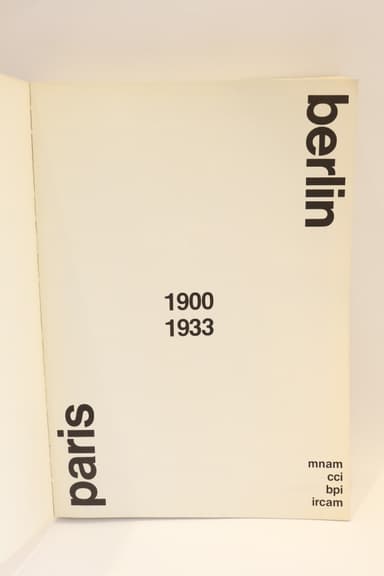 berlin
1900
1933
paris
mnam
cci
bpi
ircam